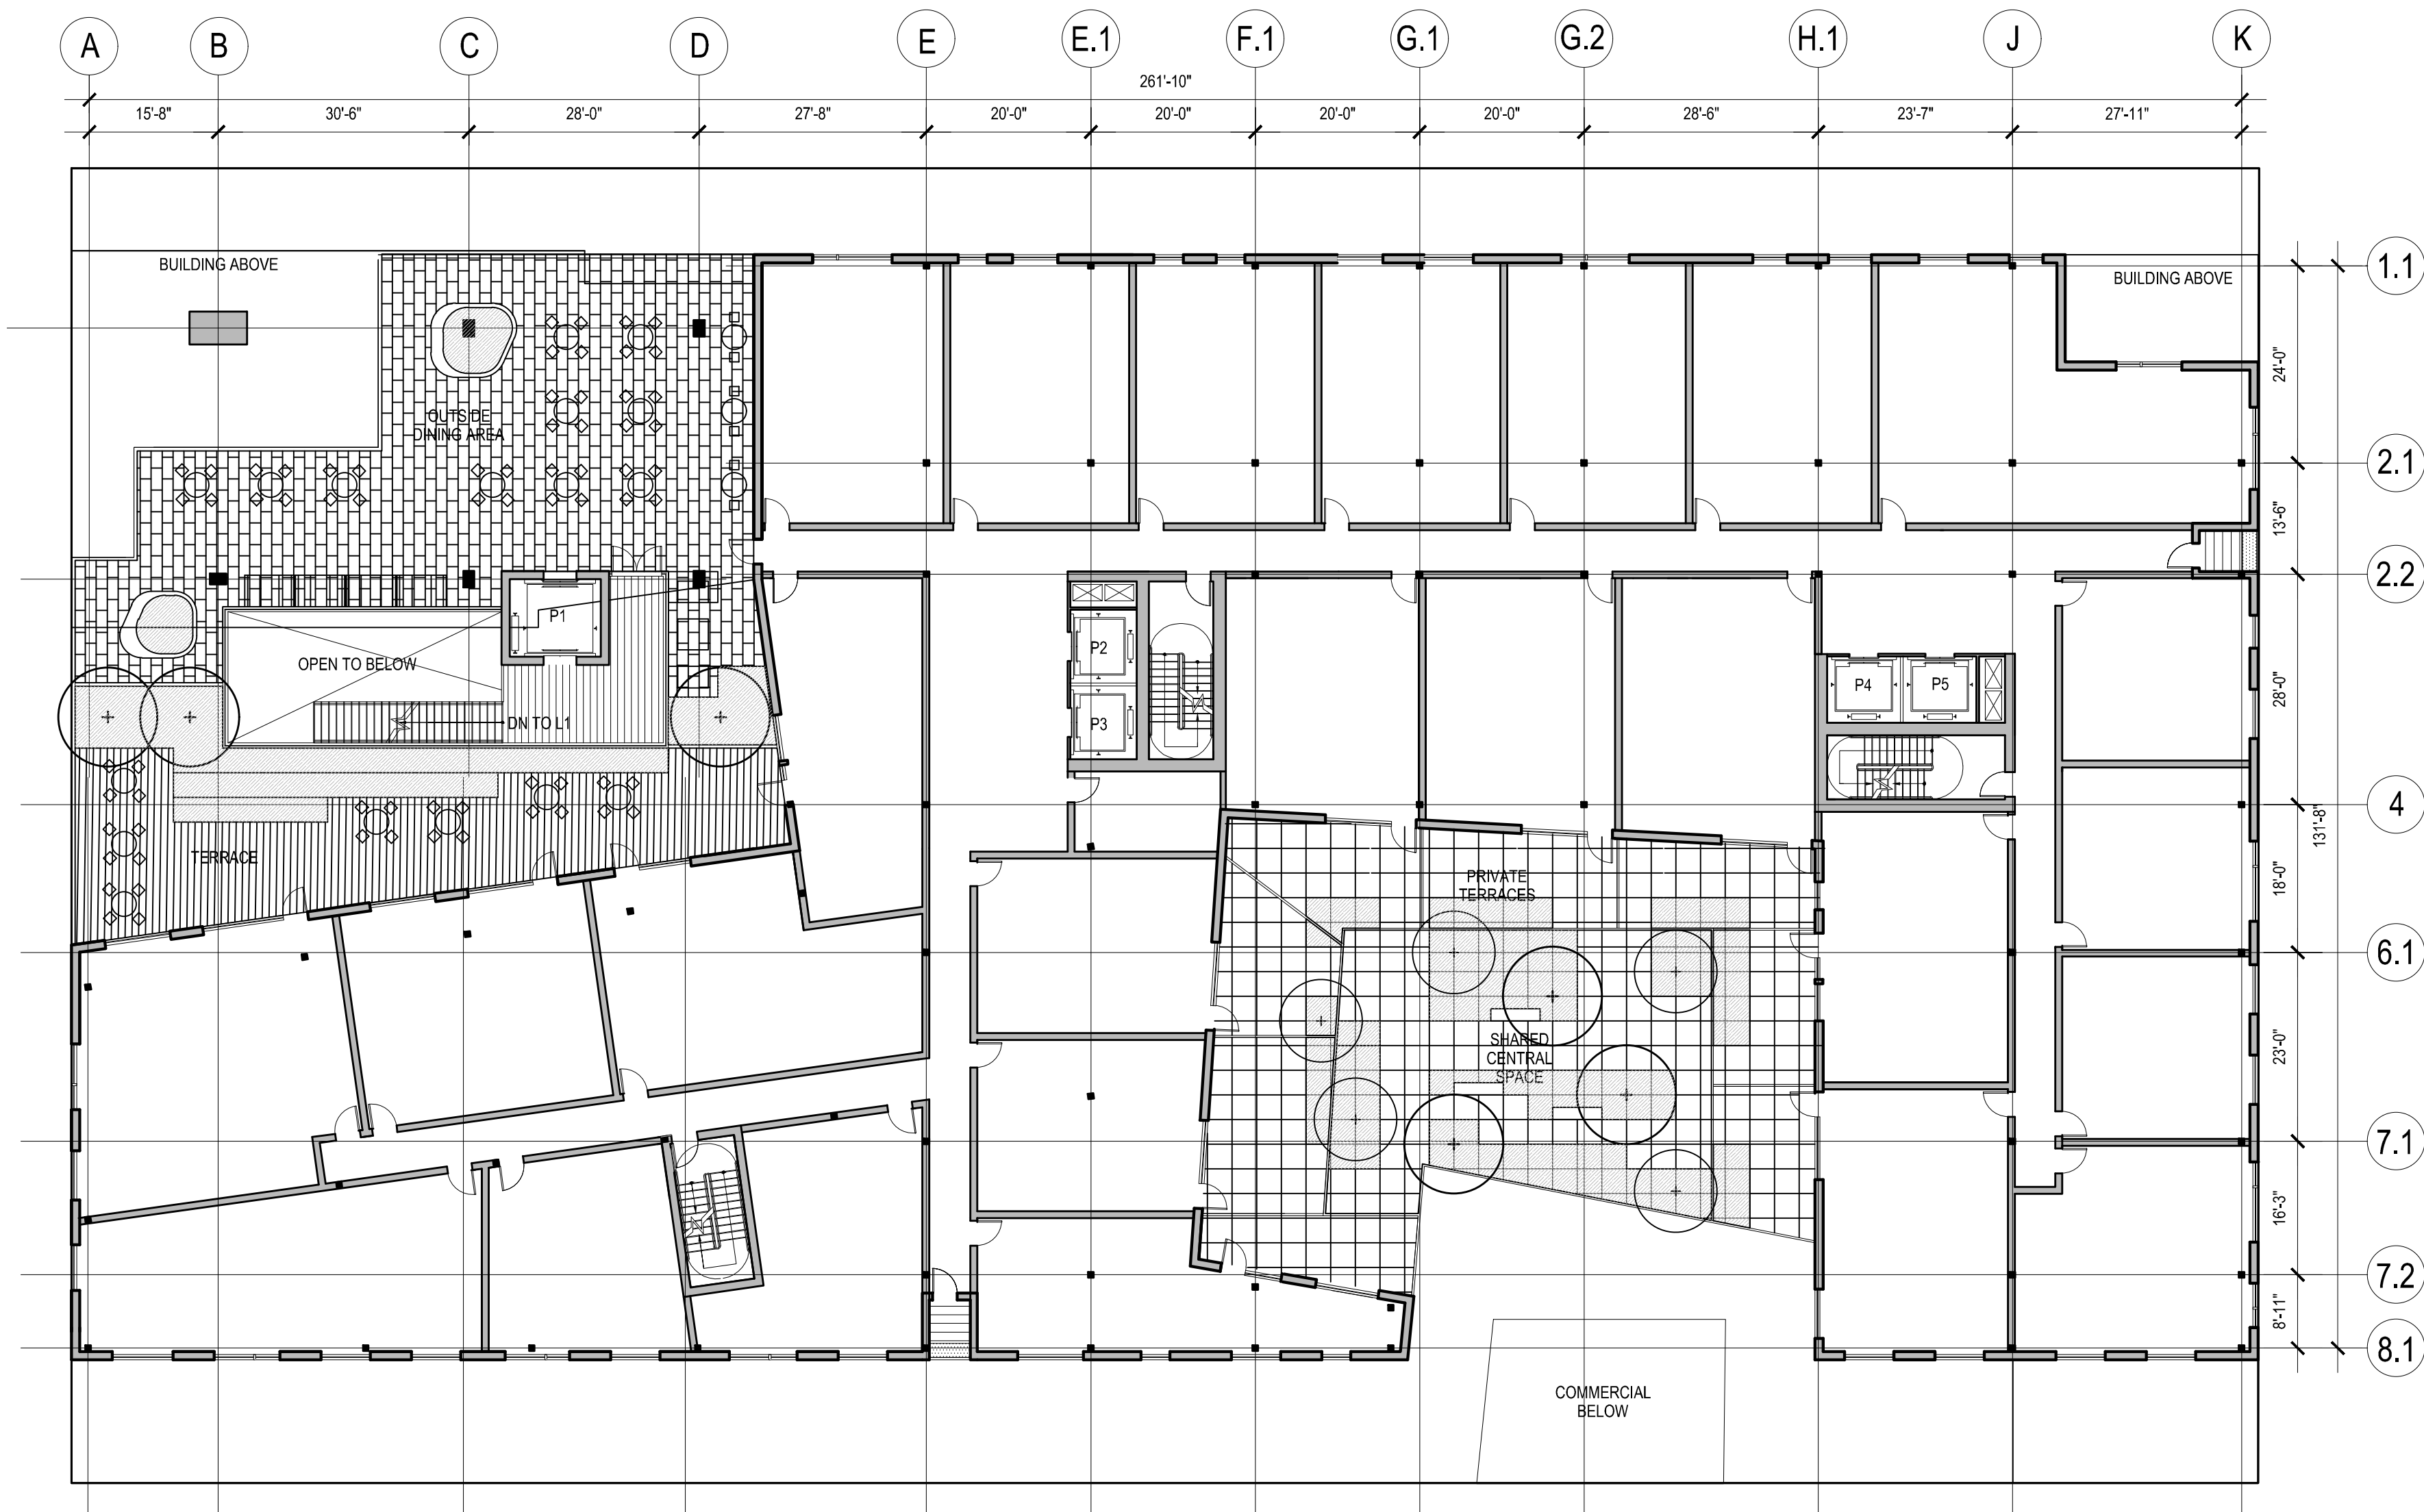 A B C D E E.1 F.1 G.1 G.2 H.1 J K
261'-10"
15'-8" 30'-6" 28'-0" 27'-8" 20'-0" 20'-0" 20'-0" 20'-0" 28'-6" 23'-7" 27'-11"
BUILDING ABOVE
BUILDING ABOVE
1.1
24'-0"
OUTSIDE
DINING AREA
2.1
13'-6"
2.2
P1
OPEN TO BELOW
DN TO L1
P2
P3
P4
P5
28'-0"
4
131'-8"
TERRACE
PRIVATE
TERRACES
18'-0"
6.1
SHARED
CENTRAL
SPACE
23'-0"
7.1
16'-3"
7.2
8'-11"
8.1
COMMERCIAL
BELOW